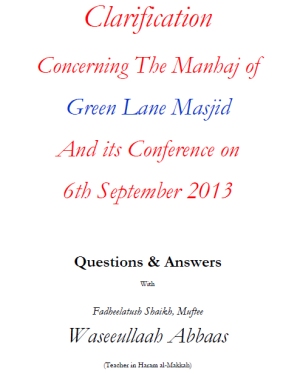 Clarification
Concerning The Manhaj of
Green Lane Masjid
And its Conference on
6th September 2013
Questions & Answers
With
Fadheelatush Shaikh, Muftee
Waseeullaah Abbaas
(Teacher in Haram al-Makkah)